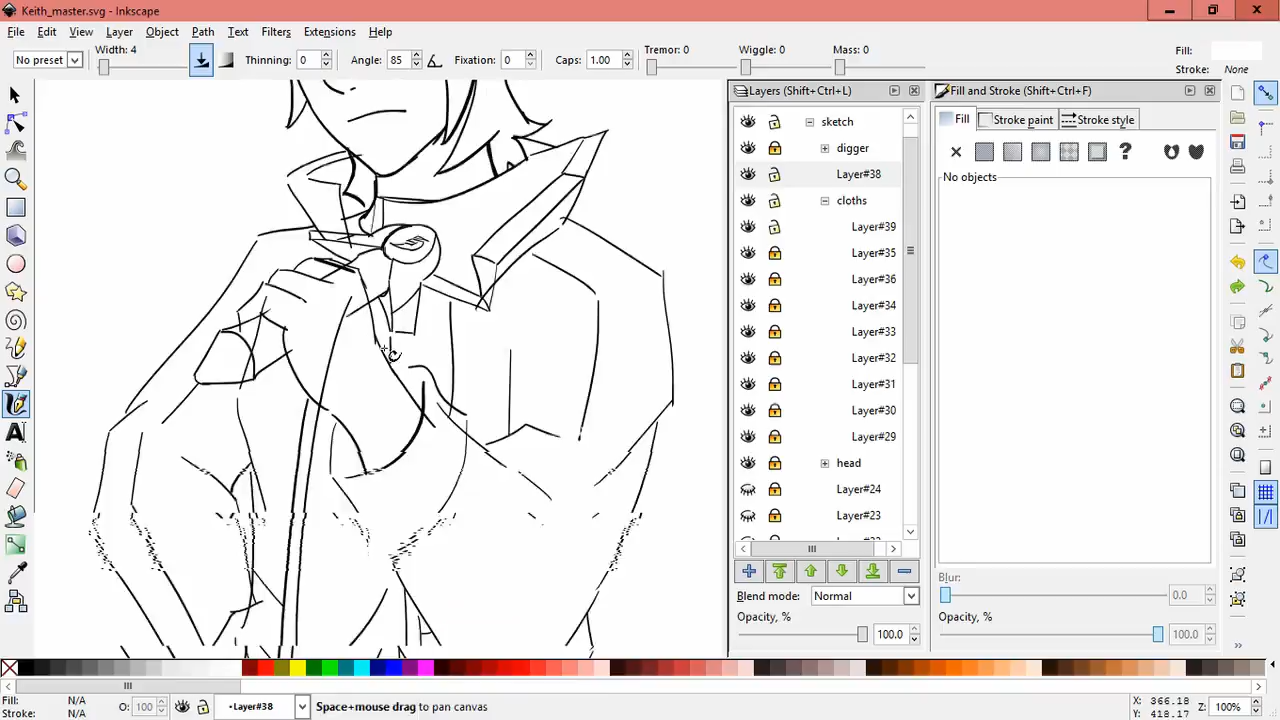 Keith_master.svg - Inkscape
File Edit View Layer Object Path Text Filters Extensions Help
No preset Width: 4 Thinning: 0 Angle: 85 Fixation: 0 Caps: 1.00 Tremor: 0 Wiggle: 0 Mass: 0 Fill:
Stroke: None
Layers (Shift+Ctrl+L)
sketch
digger
Layer#38
cloths
Layer#39
Layer#35
Layer#36
Layer#34
Layer#33
Layer#32
Layer#31
Layer#30
Layer#29
head
Layer#24
Layer#23
Blend mode: Normal
Opacity, %
100.0
Fill and Stroke (Shift+Ctrl+F)
Fill Stroke paint Stroke style
No objects
Blur:
0.0
Opacity, %
100.0
Fill: N/A
Stroke: N/A
O: 100
•Layer#38
Space+mouse drag to pan canvas
X: 366.18
Y: 418.17
Z: 100%